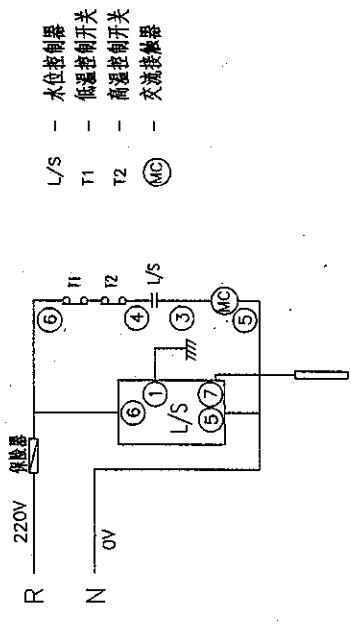 L/S - 水位控制器
T1 - 低温控制开关
T2 - 高温控制开关
MC - 交流接触器
R 220V 保险器
N 0V
6 T1 T2 4 L/S 3 MC 5
6 1 L/S 5 7